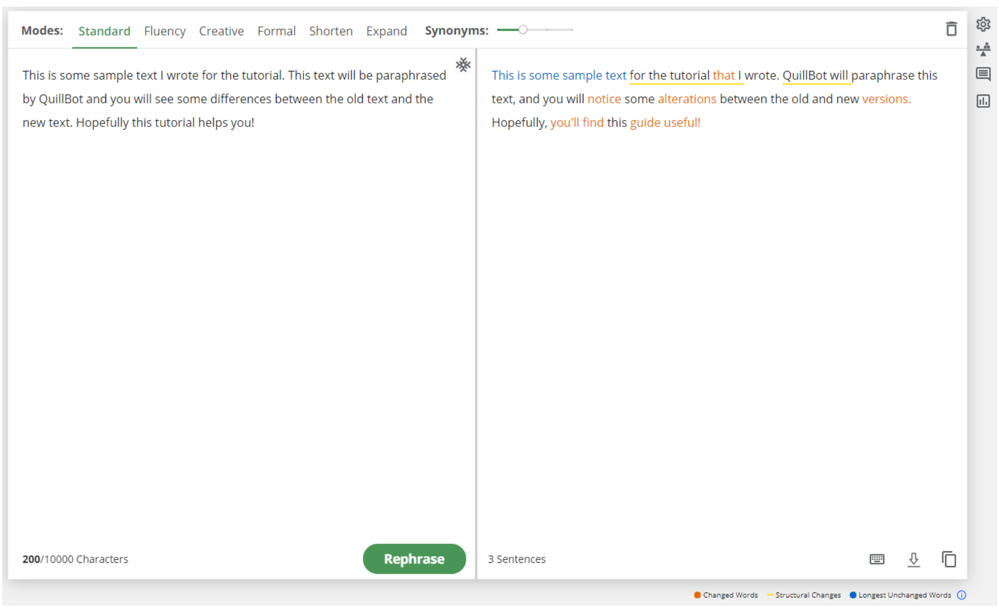 Modes: Standard Fluency Creative Formal Shorten Expand Synonyms:
This is some sample text I wrote for the tutorial. This text will be paraphrased
by QuillBot and you will see some differences between the old text and the
new text. Hopefully this tutorial helps you!
This is some sample text for the tutorial that I wrote. QuillBot will paraphrase this
text, and you will notice some alterations between the old and new versions.
Hopefully, you'll find this guide useful!
200/10000 Characters
Rephrase
3 Sentences
Changed Words Structural Changes Longest Unchanged Words